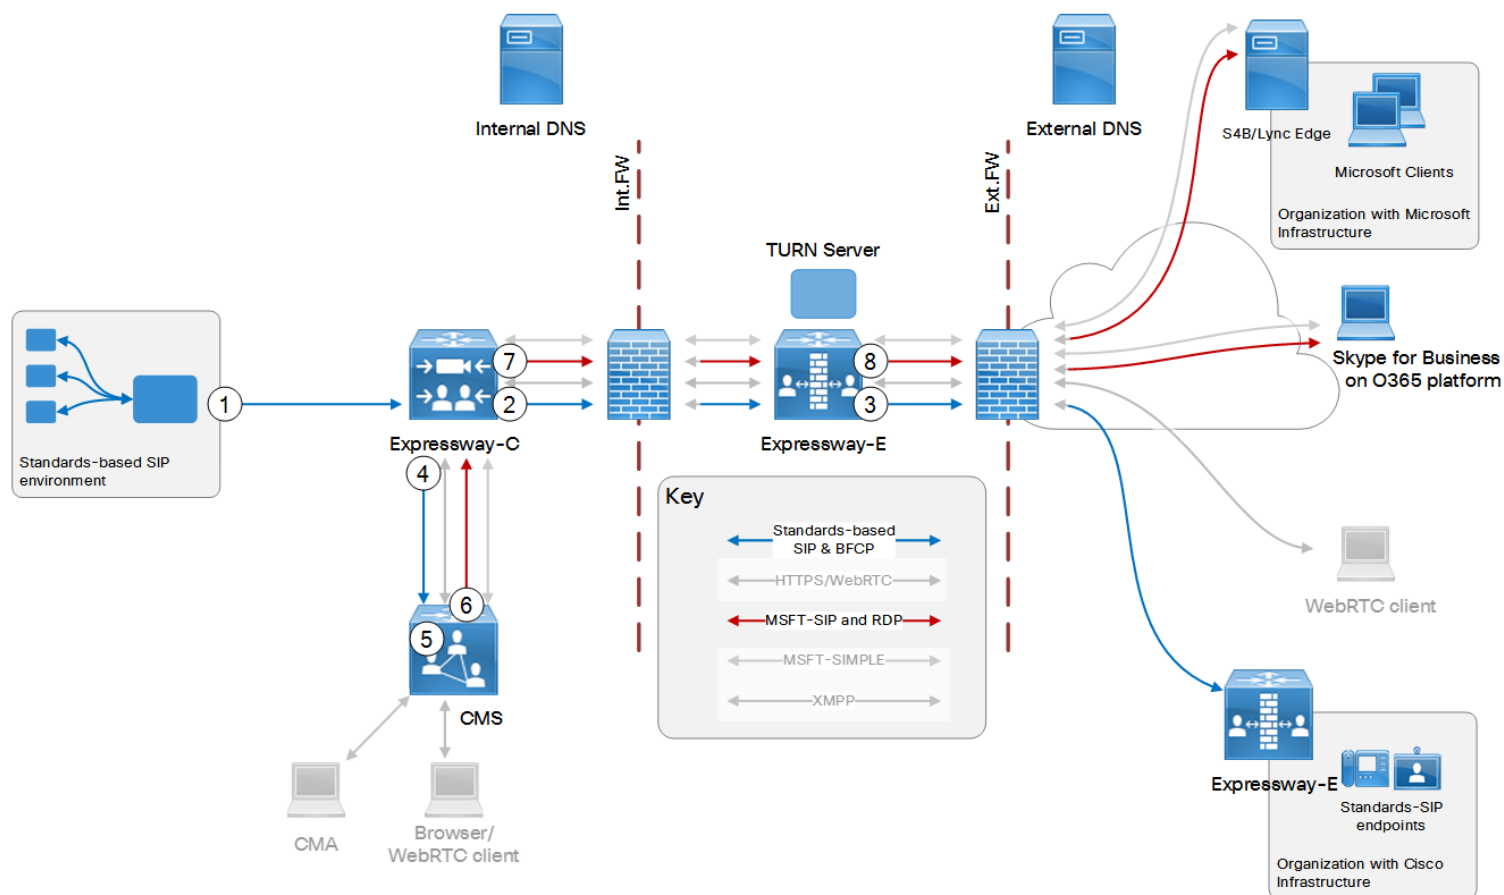 Internal DNS
External DNS
S4B/Lync Edge
Microsoft Clients
Organization with Microsoft
Infrastructure
Int.FW
Ext.FW
TURN Server
Skype for Business
on O365 platform
1
7
2
8
3
Expressway-C
Expressway-E
Standards-based SIP
environment
4
6
5
CMS
CMA
Browser/
WebRTC client
Key
Standards-based
SIP & BFCP
HTTPS/WebRTC
MSFT-SIP and RDP
MSFT-SIMPLE
XMPP
WebRTC client
Expressway-E
Standards-SIP
endpoints
Organization with Cisco
Infrastructure